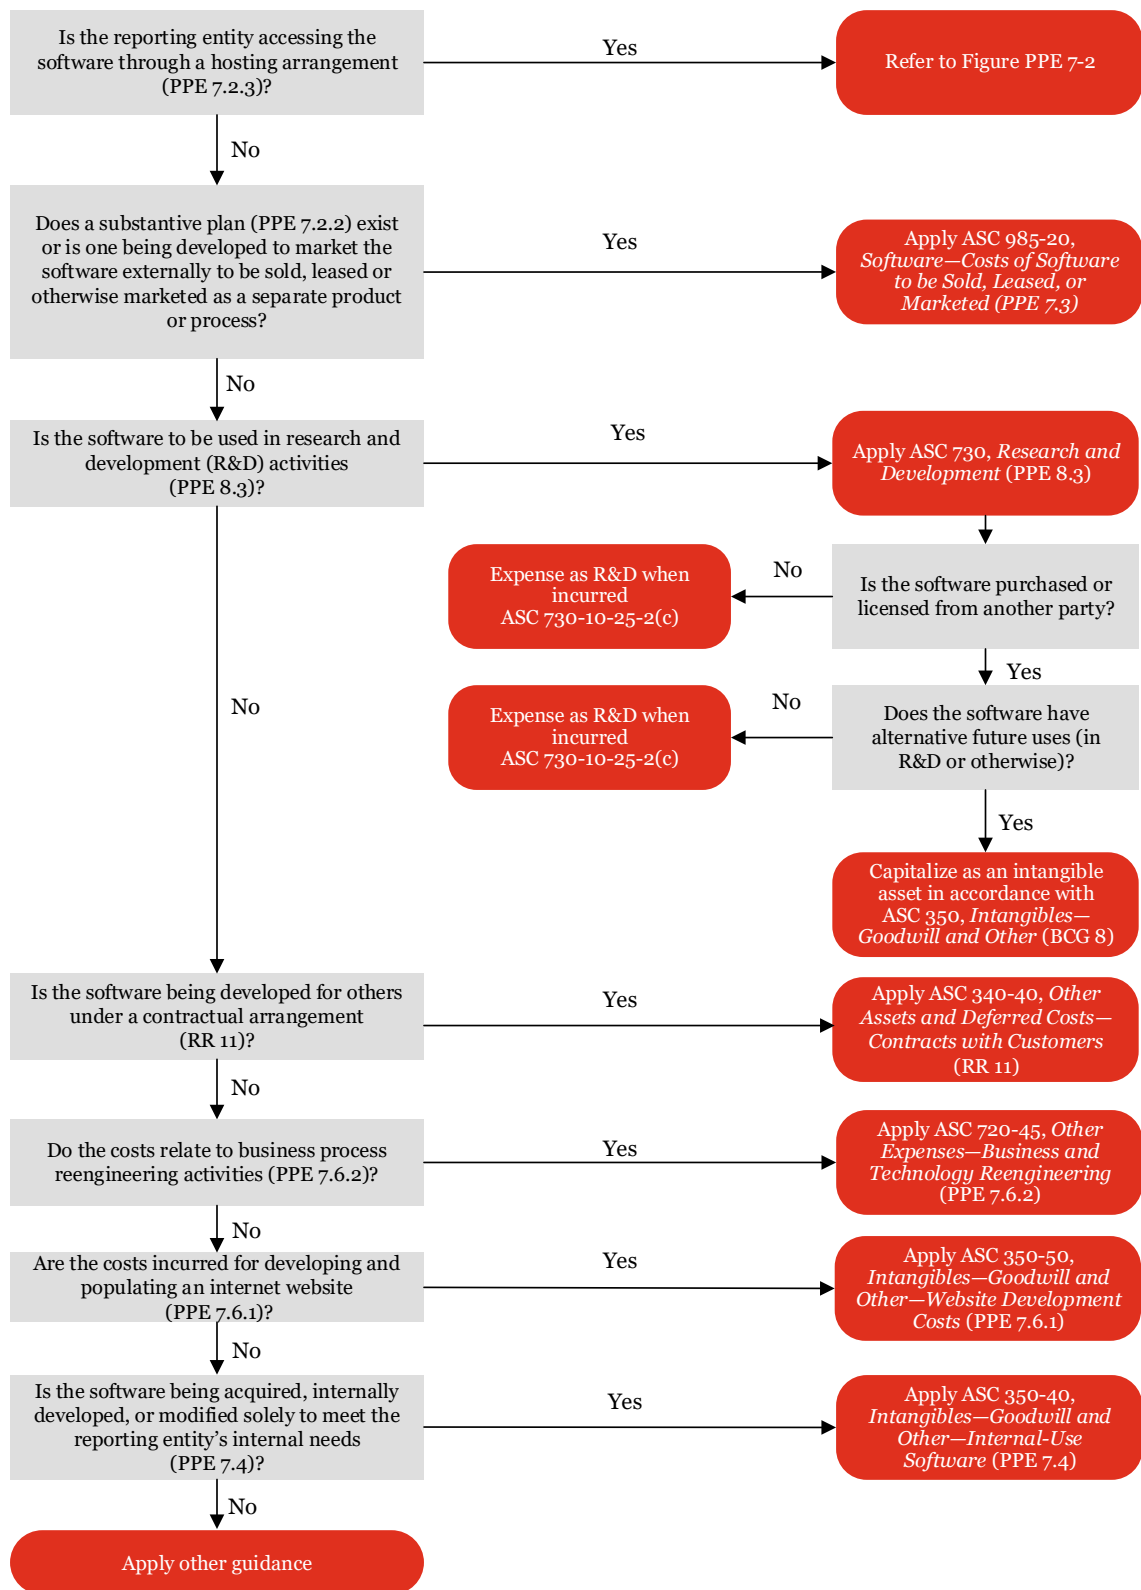 Is the reporting entity accessing the
software through a hosting arrangement
(PPE 7.2.3)?
Yes
Refer to Figure PPE 7-2
No
Does a substantive plan (PPE 7.2.2) exist
or is one being developed to market the
software externally to be sold, leased or
otherwise marketed as a separate product
or process?
Yes
Apply ASC 985-20,
Software—Costs of Software
to be Sold, Leased, or
Marketed (PPE 7.3)
No
Is the software to be used in research and
development (R&D) activities
(PPE 8.3)?
Yes
Apply ASC 730, Research and
Development (PPE 8.3)
Is the software purchased or
licensed from another party?
No
Expense as R&D when
incurred
ASC 730-10-25-2(c)
Yes
Does the software have
alternative future uses (in
R&D or otherwise)?
No
Expense as R&D when
incurred
ASC 730-10-25-2(c)
Yes
Capitalize as an intangible
asset in accordance with
ASC 350, Intangibles—
Goodwill and Other (BCG 8)
No
Is the software being developed for others
under a contractual arrangement
(RR 11)?
Yes
Apply ASC 340-40, Other
Assets and Deferred Costs—
Contracts with Customers
(RR 11)
No
Do the costs relate to business process
reengineering activities (PPE 7.6.2)?
Yes
Apply ASC 720-45, Other
Expenses—Business and
Technology Reengineering
(PPE 7.6.2)
No
Are the costs incurred for developing and
populating an internet website
(PPE 7.6.1)?
Yes
Apply ASC 350-50,
Intangibles—Goodwill and
Other—Website Development
Costs (PPE 7.6.1)
No
Is the software being acquired, internally
developed, or modified solely to meet the
reporting entity’s internal needs
(PPE 7.4)?
Yes
Apply ASC 350-40,
Intangibles—Goodwill and
Other—Internal-Use
Software (PPE 7.4)
No
Apply other guidance